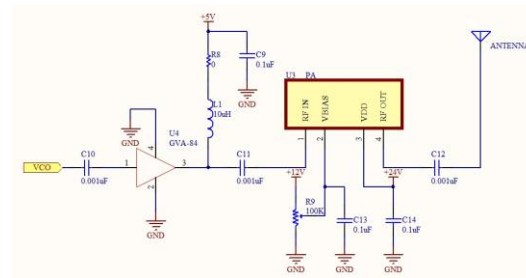 +5V
R8
0
C9
0.1uF
GND
L1
10uH
GND
U4
GVA-84
4
VCO
C10
0.001uF
1
3
2
GND
C11
0.001uF
U3 PA
RF IN
VBIAS
VDD
RF OUT
1
2
3
4
ANTENNA
C12
0.001uF
+12V
+24V
R9
100K
GND
C13
0.1uF
GND
C14
0.1uF
GND